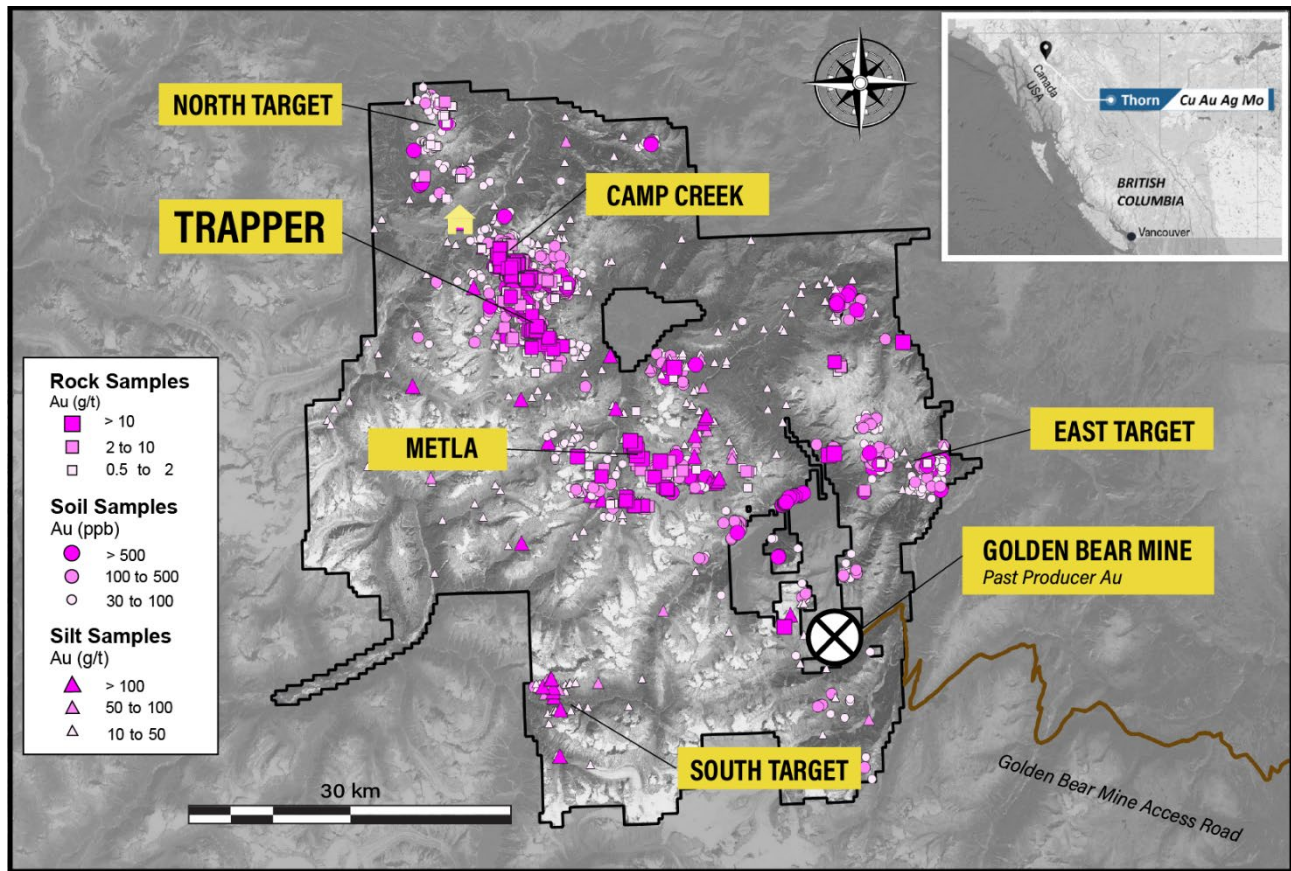 NORTH TARGET
TRAPPER
CAMP CREEK
METLA
EAST TARGET
GOLDEN BEAR MINE
Past Producer Au
SOUTH TARGET
Golden Bear Mine Access Road
30 km
Rock Samples
Au (g/t)
> 10
2 to 10
0.5 to 2
Soil Samples
Au (ppb)
> 500
100 to 500
30 to 100
Silt Samples
Au (g/t)
> 100
50 to 100
10 to 50
Canada
USA
Thorn Cu Au Ag Mo
BRITISH
COLUMBIA
Vancouver